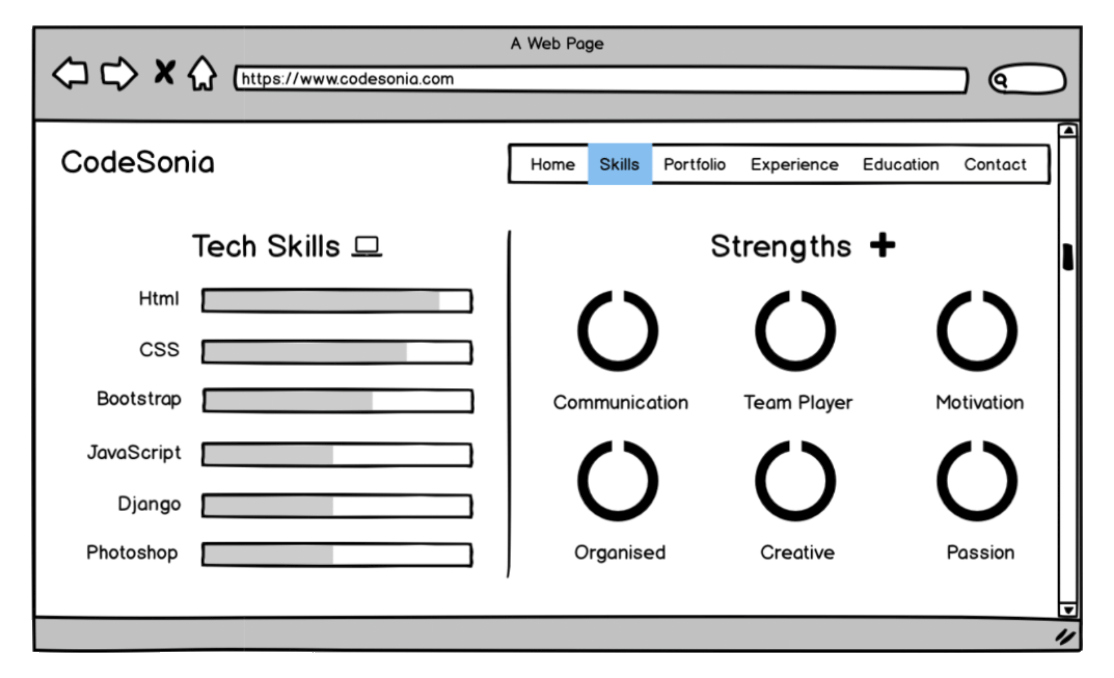 A Web Page
https://www.codesonia.com
CodeSonia
Home Skills Portfolio Experience Education Contact
Tech Skills
Html
CSS
Bootstrap
JavaScript
Django
Photoshop
Strengths
Communication Team Player Motivation
Organised Creative Passion